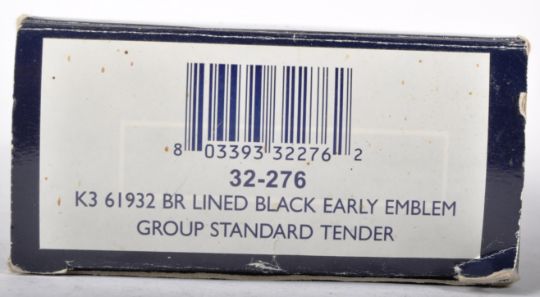 8 03393 32276 2
32-276
K3 61932 BR LINED BLACK EARLY EMBLEM
GROUP STANDARD TENDER